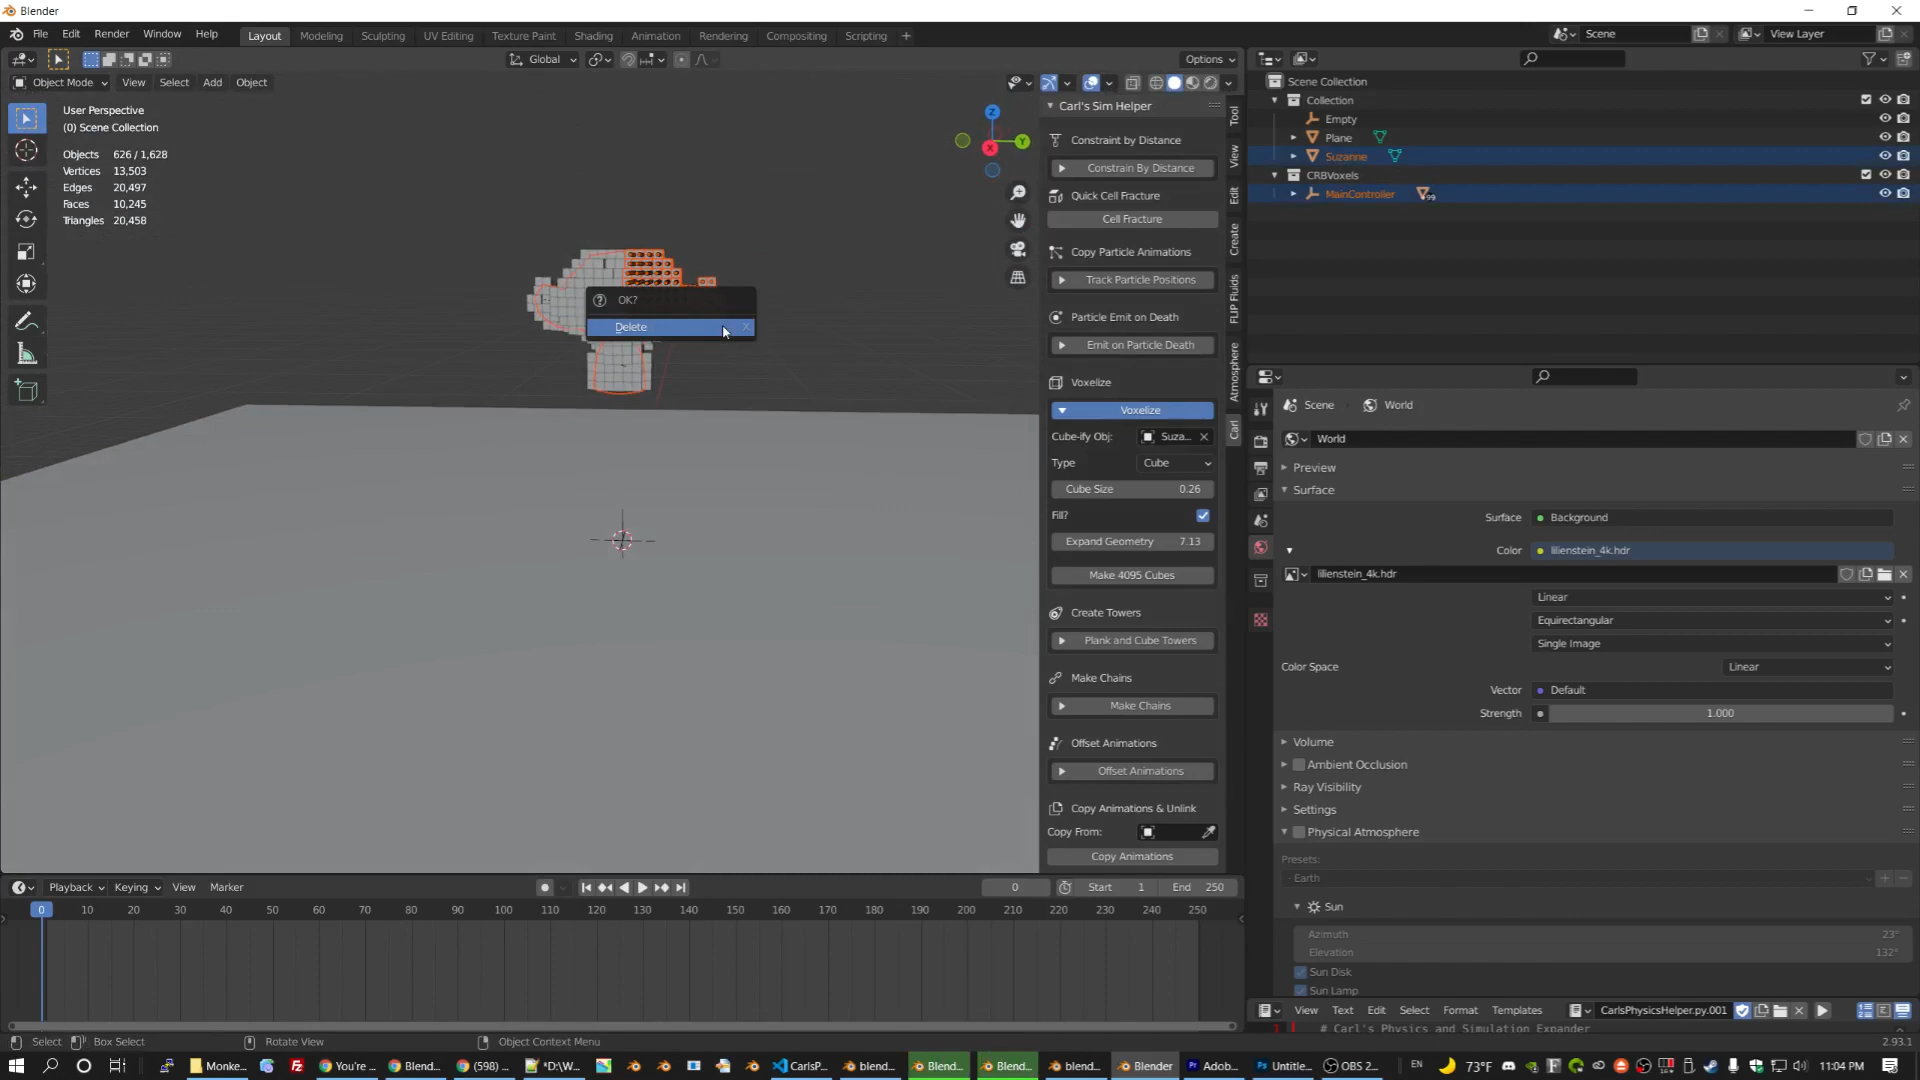 Blender
File Edit Render Window Help Layout Modeling Sculpting UV Editing Texture Paint Shading Animation Rendering Compositing Scripting + Scene View Layer
Global Options
Object Mode View Select Add Object
User Perspective
(0) Scene Collection
Objects 626 / 1,628
Vertices 13,503
Edges 20,497
Faces 10,245
Triangles 20,458
Z
Y
X
OK?
Delete X
Carl's Sim Helper
Constraint by Distance
Constrain By Distance
Quick Cell Fracture
Cell Fracture
Copy Particle Animations
Track Particle Positions
Particle Emit on Death
Emit on Particle Death
Voxelize
Voxelize
Cube-ify Obj: Suza...
Type Cube
Cube Size 0.26
Fill?
Expand Geometry 7.13
Make 4095 Cubes
Create Towers
Plank and Cube Towers
Make Chains
Make Chains
Offset Animations
Offset Animations
Copy Animations & Unlink
Copy From:
Copy Animations
Tool
View
Edit
Create
FLIP Fluids
Atmosphere
Carl
Scene Collection
Collection
Empty
Plane
Suzanne
CRBVoxels
MainController 99
Scene World
World
Preview
Surface
Surface Background
Color lilienstein_4k.hdr
lilienstein_4k.hdr
Linear
Equirectangular
Single Image
Color Space Linear
Vector Default
Strength 1.000
Volume
Ambient Occlusion
Ray Visibility
Settings
Physical Atmosphere
Presets:
Earth
Sun
Azimuth 23°
Elevation 132°
Sun Disk
Sun Lamp
View Text Edit Select Format Templates CarlsPhysicsHelper.py.001
1 # Carl's Physics and Simulation Expander
Playback Keying View Marker 0 Start 1 End 250
0 10 20 30 40 50 60 70 80 90 100 110 120 130 140 150 160 170 180 190 200 210 220 230 240 250
Select Box Select Rotate View Object Context Menu 2.93.1
Monke... You're ... Blend... (598) ... *D:\W... CarlsP... blend... Blend... Blend... blend... Blender Adob... Untitle... OBS 2... EN 73°F 11:04 PM